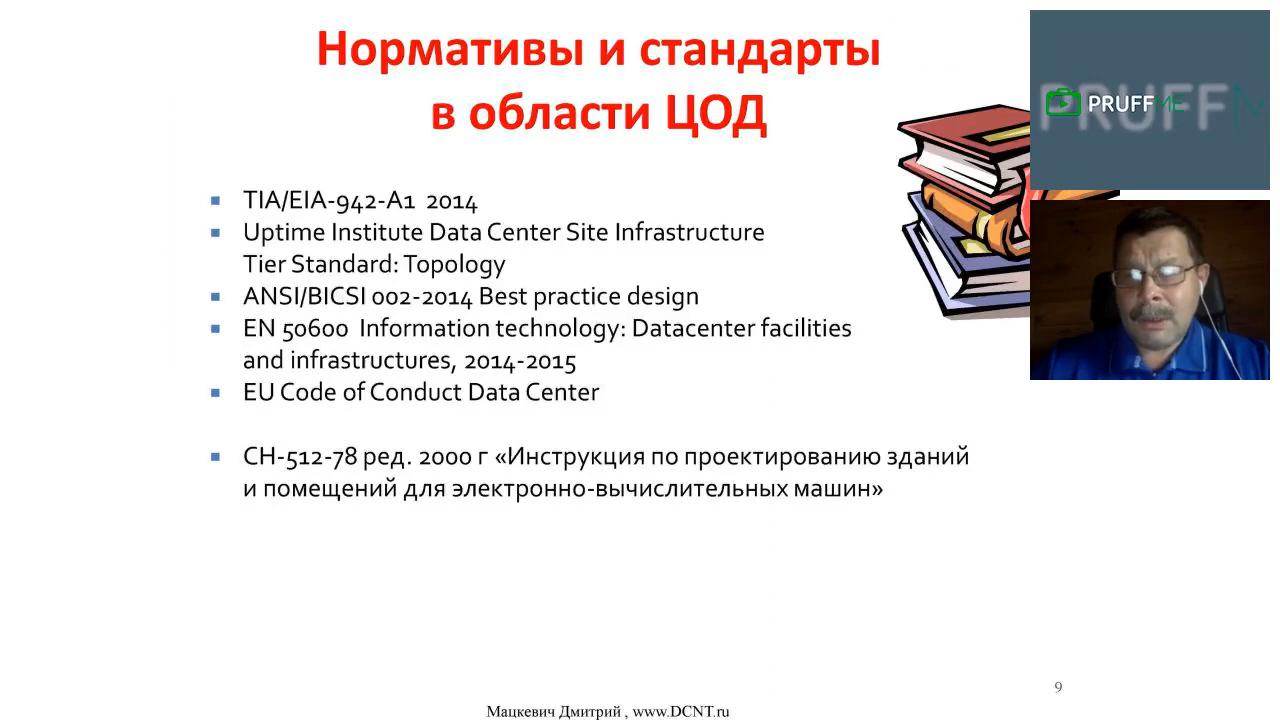 Нормативы и стандарты
в области ЦОД
PRUFFME
TIA/EIA-942-A1 2014
Uptime Institute Data Center Site Infrastructure
Tier Standard: Topology
ANSI/BICSI 002-2014 Best practice design
EN 50600 Information technology: Datacenter facilities
and infrastructures, 2014-2015
EU Code of Conduct Data Center
СН-512-78 ред. 2000 г «Инструкция по проектированию зданий
и помещений для электронно-вычислительных машин»
9
Мацкевич Дмитрий , www.DCNT.ru